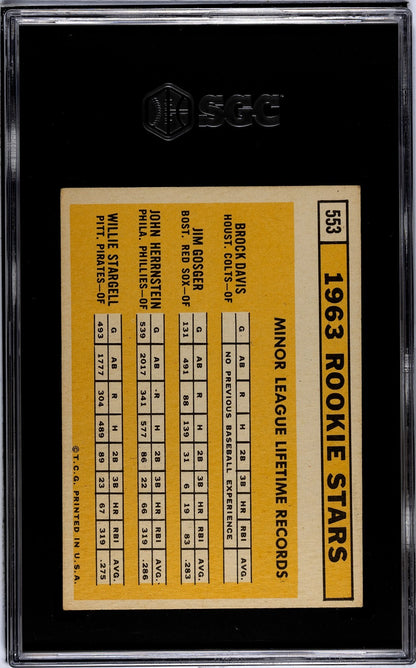 SGC
553
1963 ROOKIE STARS
MINOR LEAGUE LIFETIME RECORDS
BROCK DAVIS
HOUST. COLTS—OF
G AB R H 2B 3B HR RBI AVG.
NO PREVIOUS BASEBALL EXPERIENCE
JIM GOSGER
BOST. RED SOX—OF
G AB R H 2B 3B HR RBI AVG.
131 491 88 139 31 6 19 83 .283
JOHN HERRNSTEIN
PHILA. PHILLIES—OF
G AB R H 2B 3B HR RBI AVG.
539 2017 341 577 86 22 66 319 .286
WILLIE STARGELL
PITT. PIRATES—OF
G AB R H 2B 3B HR RBI AVG.
493 1777 304 489 89 23 67 319 .275
© T.C.G. PRINTED IN U.S.A.